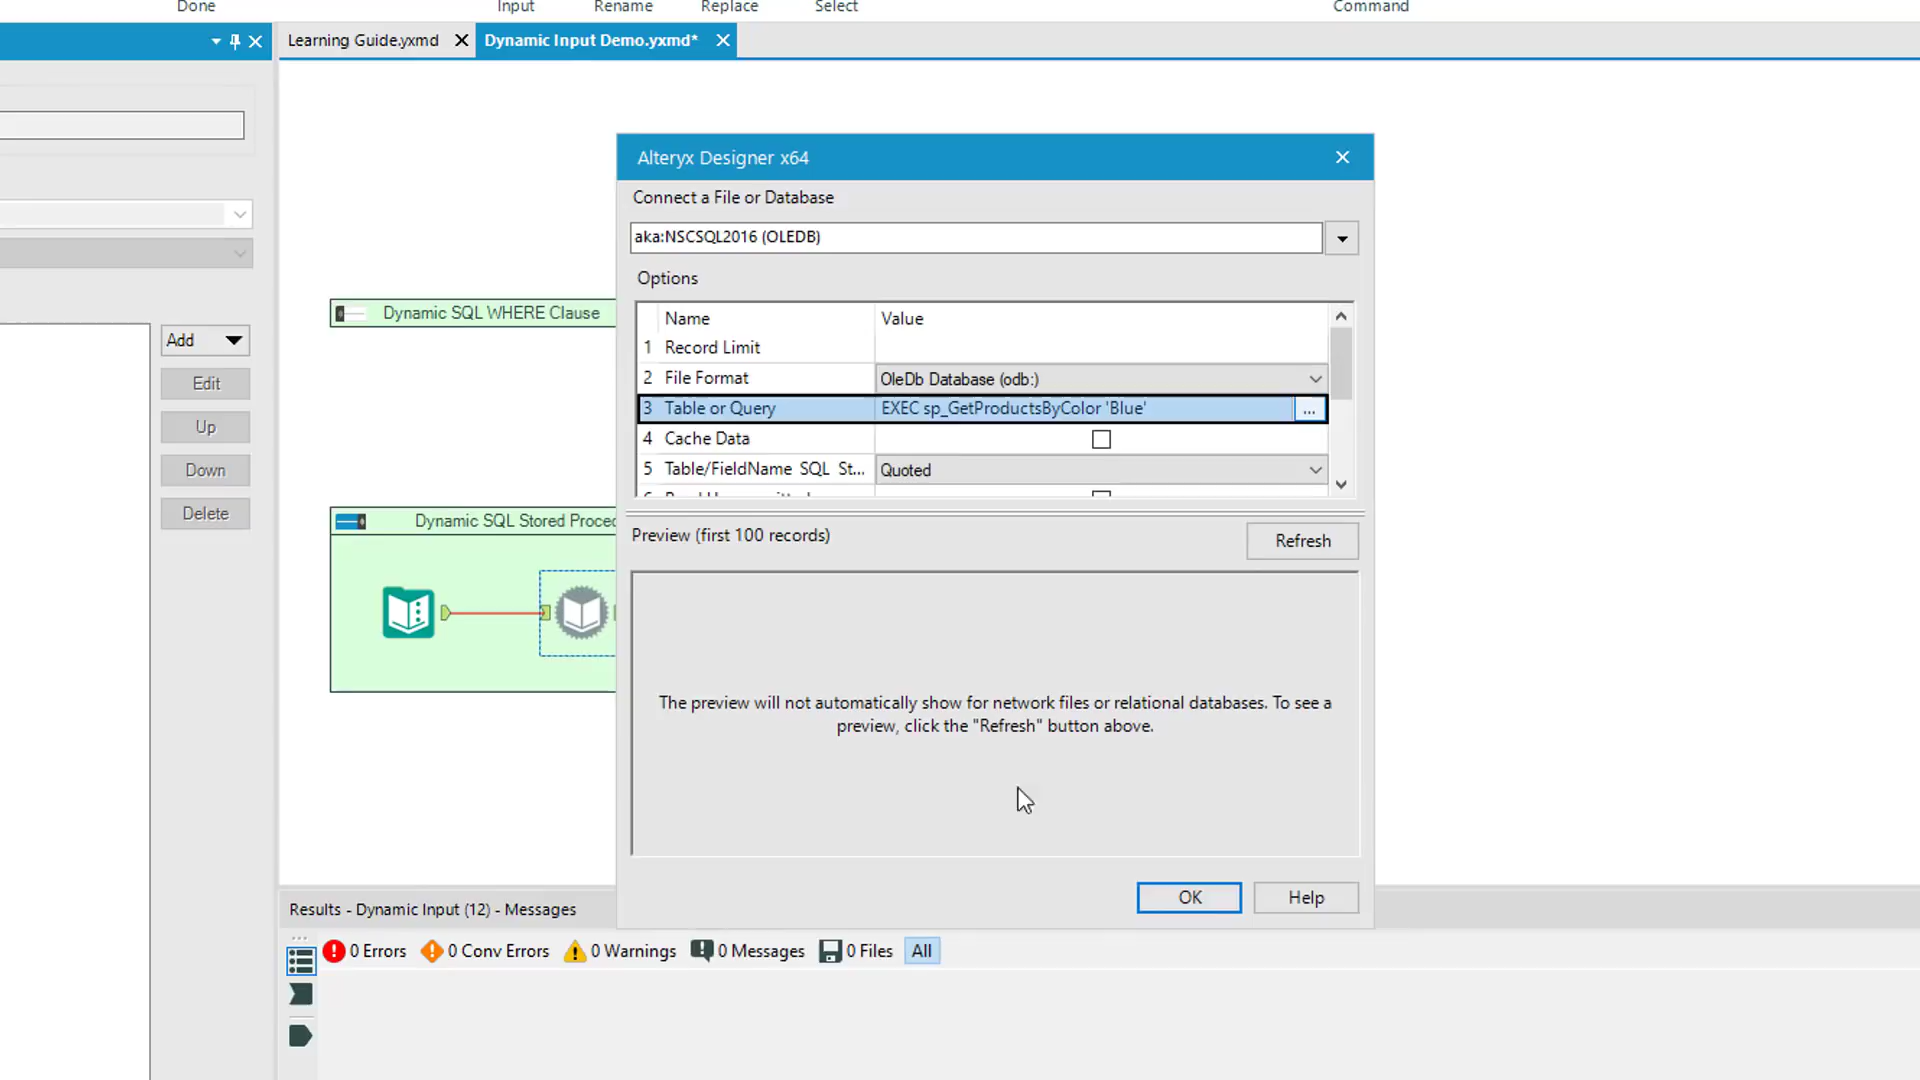 Done
Input
Rename
Replace
Select
Command
Learning Guide.yxmd
Dynamic Input Demo.yxmd*
Alteryx Designer x64
Connect a File or Database
aka:NSCSQL2016 (OLEDB)
Options
Name Value
1 Record Limit
2 File Format OleDb Database (odb:)
3 Table or Query EXEC sp_GetProductsByColor 'Blue' ...
4 Cache Data
5 Table/FieldName SQL St... Quoted
Preview (first 100 records)
Refresh
The preview will not automatically show for network files or relational databases. To see a
preview, click the "Refresh" button above.
OK
Help
Dynamic SQL WHERE Clause
Add
Edit
Up
Down
Delete
Dynamic SQL Stored Proce
Results - Dynamic Input (12) - Messages
0 Errors 0 Conv Errors 0 Warnings 0 Messages 0 Files All